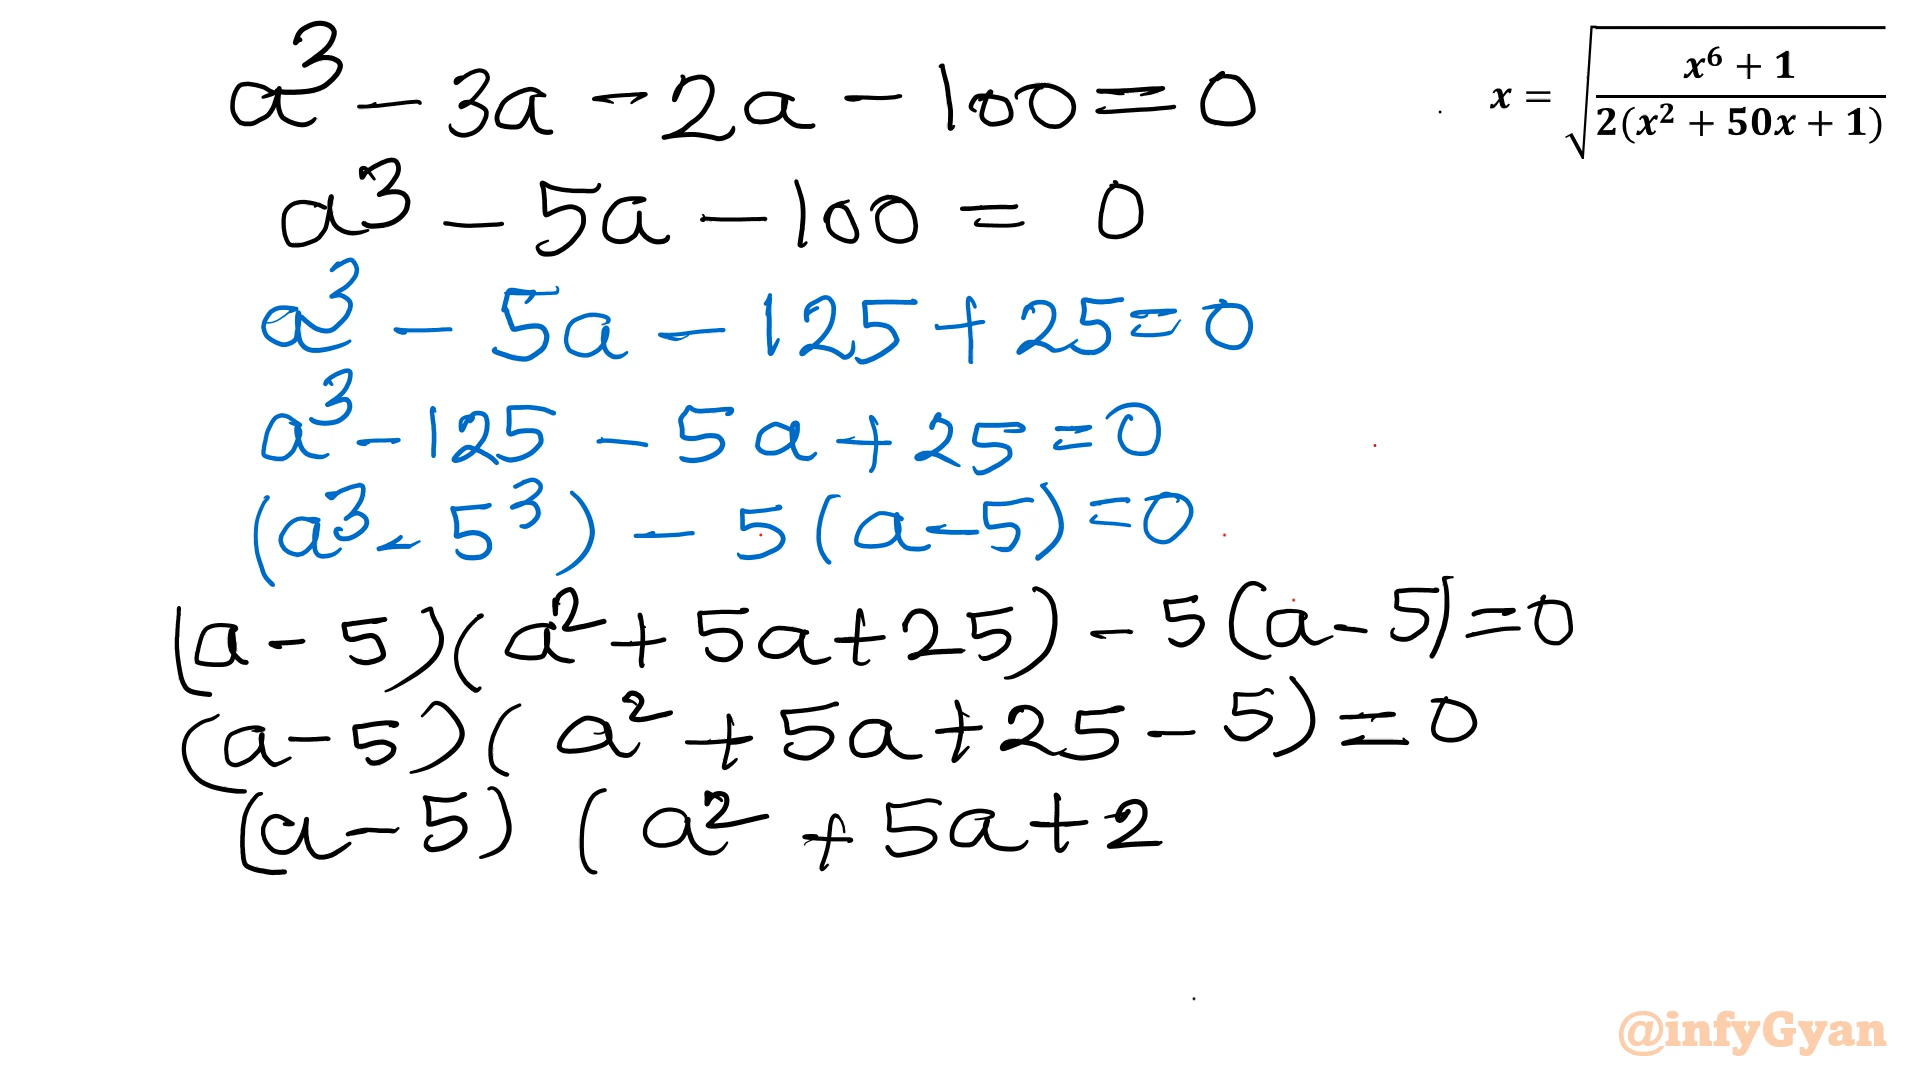 a³ - 3a - 2a - 100 = 0
x = √((x⁶ + 1)/(2(x² + 50x + 1)))
a³ - 5a - 100 = 0
a³ - 5a - 125 + 25 = 0
a³ - 125 - 5a + 25 = 0
(a³ - 5³) - 5(a - 5) = 0
(a - 5)(a² + 5a + 25) - 5(a - 5) = 0
(a - 5)(a² + 5a + 25 - 5) = 0
(a - 5)(a² + 5a + 2
@infyGyan